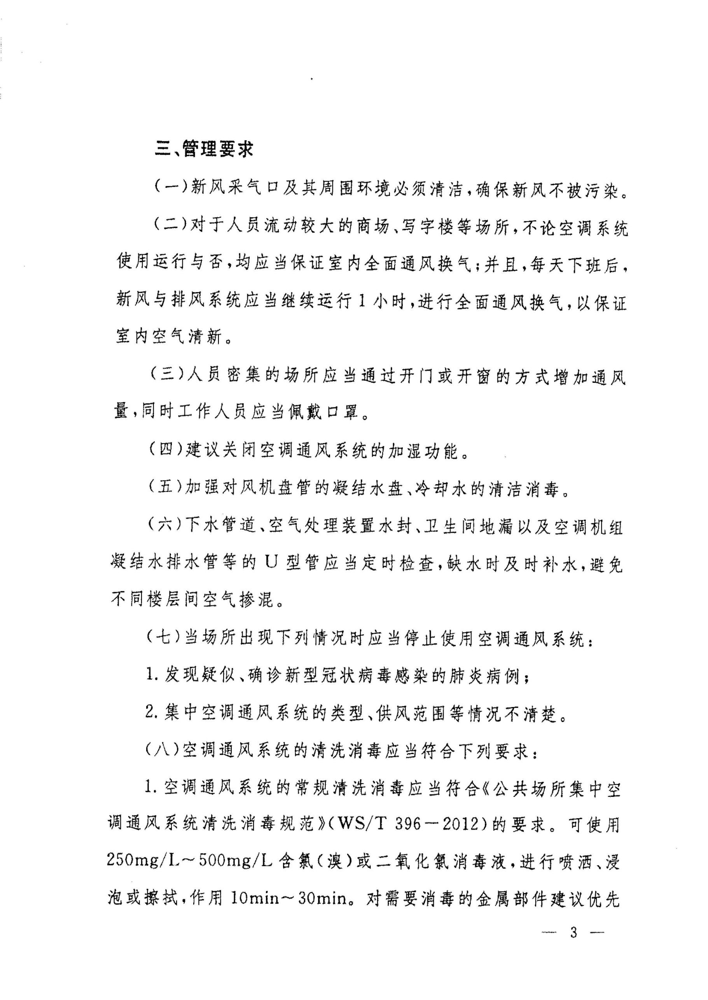 三、管理要求
(一)新风采气口及其周围环境必须清洁,确保新风不被污染。
(二)对于人员流动较大的商场、写字楼等场所,不论空调系统
使用运行与否,均应当保证室内全面通风换气;并且,每天下班后,
新风与排风系统应当继续运行1小时,进行全面通风换气,以保证
室内空气清新。
(三)人员密集的场所应当通过开门或开窗的方式增加通风
量,同时工作人员应当佩戴口罩。
(四)建议关闭空调通风系统的加湿功能。
(五)加强对风机盘管的凝结水盘、冷却水的清洁消毒。
(六)下水管道、空气处理装置水封、卫生间地漏以及空调机组
凝结水排水管等的 U 型管应当定时检查,缺水时及时补水,避免
不同楼层间空气掺混。
(七)当场所出现下列情况时应当停止使用空调通风系统:
1. 发现疑似、确诊新型冠状病毒感染的肺炎病例;
2. 集中空调通风系统的类型、供风范围等情况不清楚。
(八)空调通风系统的清洗消毒应当符合下列要求:
1. 空调通风系统的常规清洗消毒应当符合《公共场所集中空
调通风系统清洗消毒规范》(WS/T 396－2012)的要求。可使用
250mg/L～500mg/L 含氯(溴)或二氧化氯消毒液,进行喷洒、浸
泡或擦拭,作用 10min～30min。对需要消毒的金属部件建议优先
— 3 —